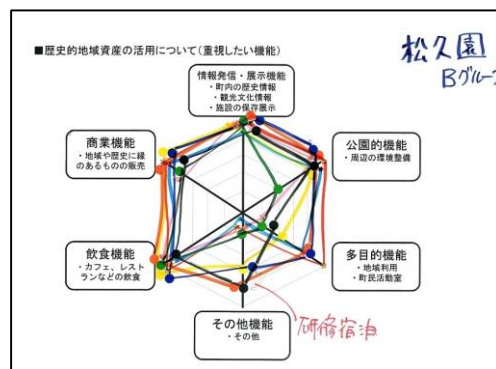 ■歴史的地域資産の活用について(重視したい機能)
松久園
Bグループ
情報発信・展示機能
・町内の歴史情報
・観光文化情報
・施設の保存展示
商業機能
・地域や歴史に縁
のあるものの販売
公園的機能
・周辺の環境整備
飲食機能
・カフェ、レスト
ランなどの飲食
多目的機能
・地域利用
・町民活動室
その他機能
・その他
研修宿泊